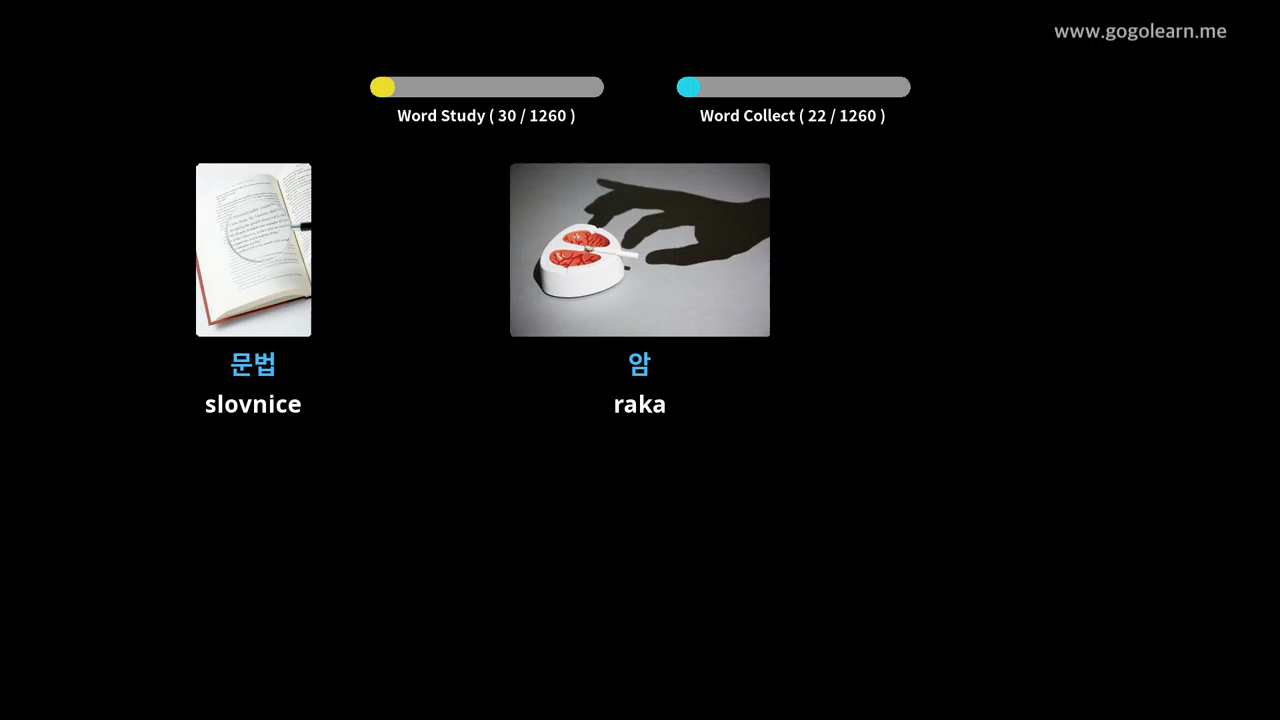 www.gogolearn.me
Word Study ( 30 / 1260 )
Word Collect ( 22 / 1260 )
문법
slovnice
암
raka